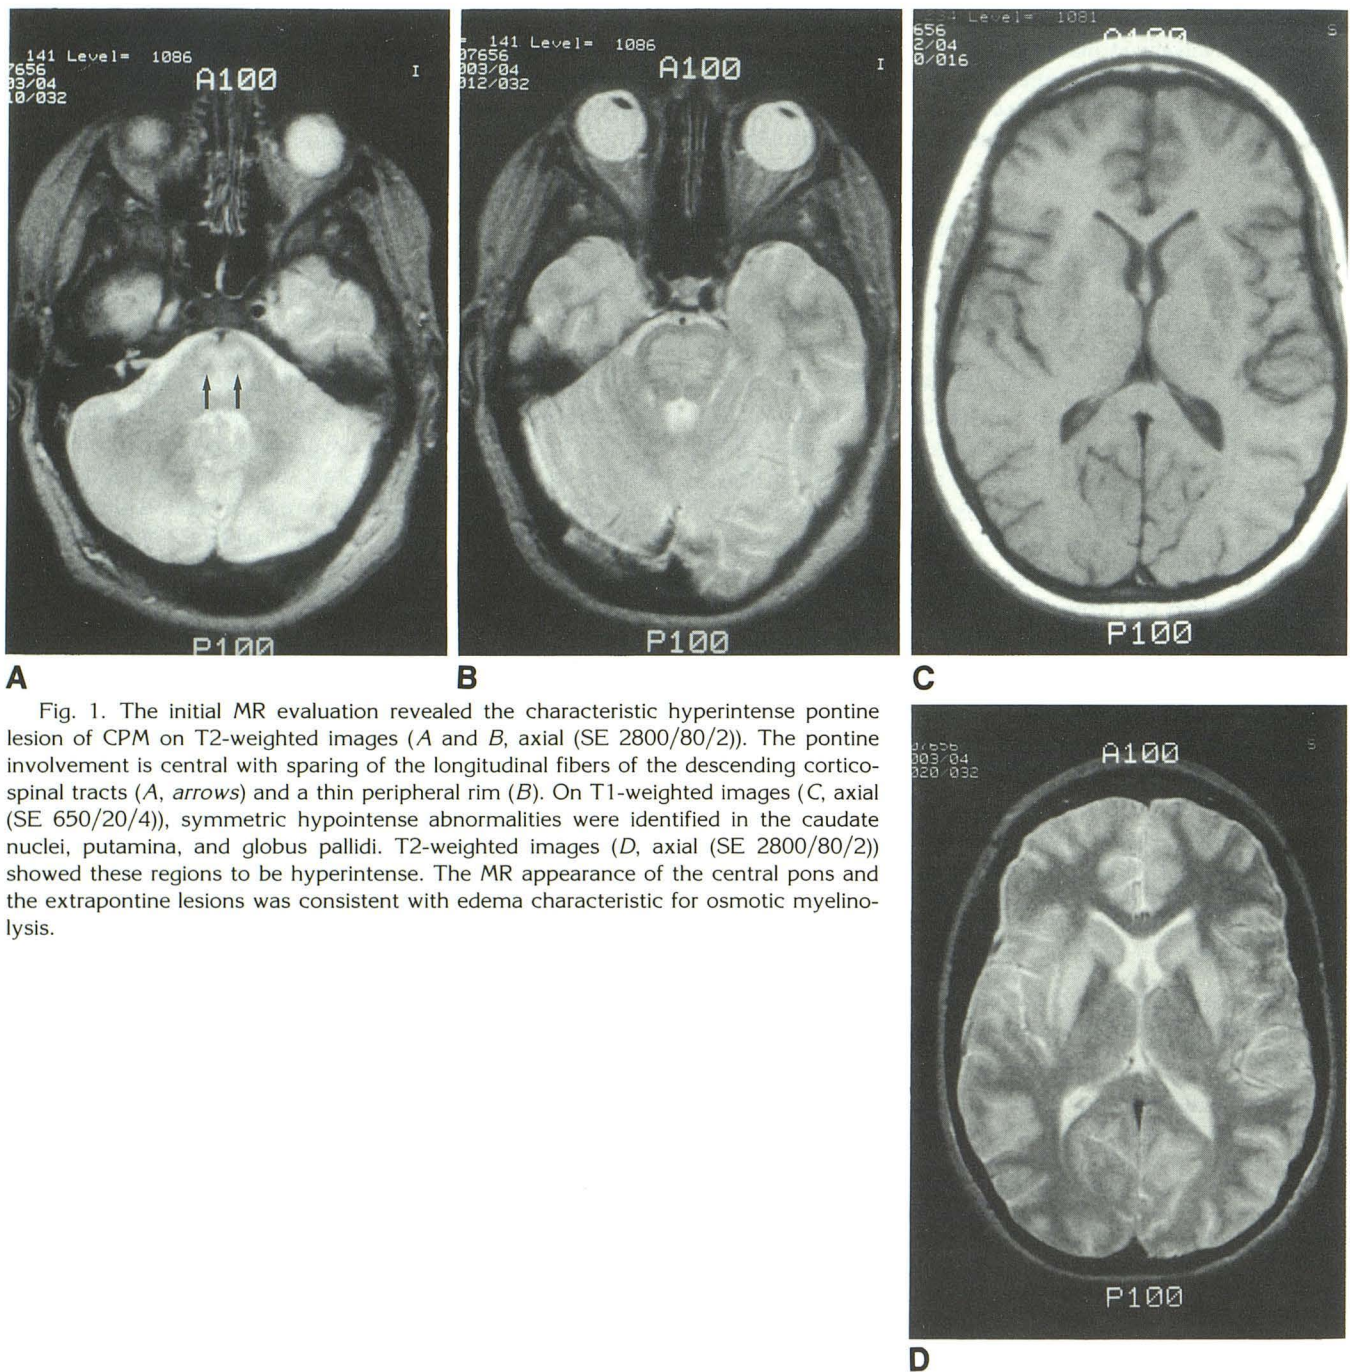 141 Level= 1086
7656
03/04
10/032
A100
I
P100
A
141 Level= 1086
07656
003/04
012/032
A100
I
P100
B
Level= 1081
656
2/04
0/016
A100
S
P100
C
Fig. 1. The initial MR evaluation revealed the characteristic hyperintense pontine
lesion of CPM on T2-weighted images (A and B, axial (SE 2800/80/2)). The pontine
involvement is central with sparing of the longitudinal fibers of the descending cortico-
spinal tracts (A, arrows) and a thin peripheral rim (B). On T1-weighted images (C, axial
(SE 650/20/4)), symmetric hypointense abnormalities were identified in the caudate
nuclei, putamina, and globus pallidi. T2-weighted images (D, axial (SE 2800/80/2))
showed these regions to be hyperintense. The MR appearance of the central pons and
the extrapontine lesions was consistent with edema characteristic for osmotic myelino-
lysis.
07656
003/04
020/032
A100
S
P100
D